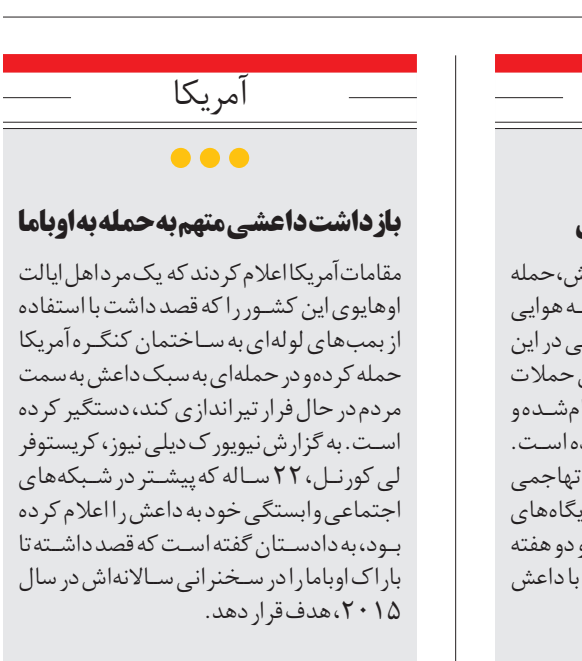 آمریکا
بازداشت داعشی متهم به حمله به اوباما
مقامات آمریکا اعلام کردند که یک مرد اهل ایالت
اوهایوی این کشور را که قصد داشت با استفاده
از بمب‌های لوله‌ای به ساختمان کنگره آمریکا
حمله کرده و در حمله‌ای به سبک داعش به سمت
مردم در حال فرار تیراندازی کند، دستگیر کرده
است. به گزارش نیویورک دیلی نیوز، کریستوفر
لی کورنل، ۲۲ ساله که پیشتر در شبکه‌های
اجتماعی وابستگی خود به داعش را اعلام کرده
بود، به دادستان گفته است که قصد داشته تا
باراک اوباما را در سخنرانی سالانه‌اش در سال
۲۰۱۵، هدف قرار دهد.
ش، حمله
ه هوایی
ی در این
حملات
م شده و
ده است.
تهاجمی
یگاه‌های
و دو هفته
با داعش